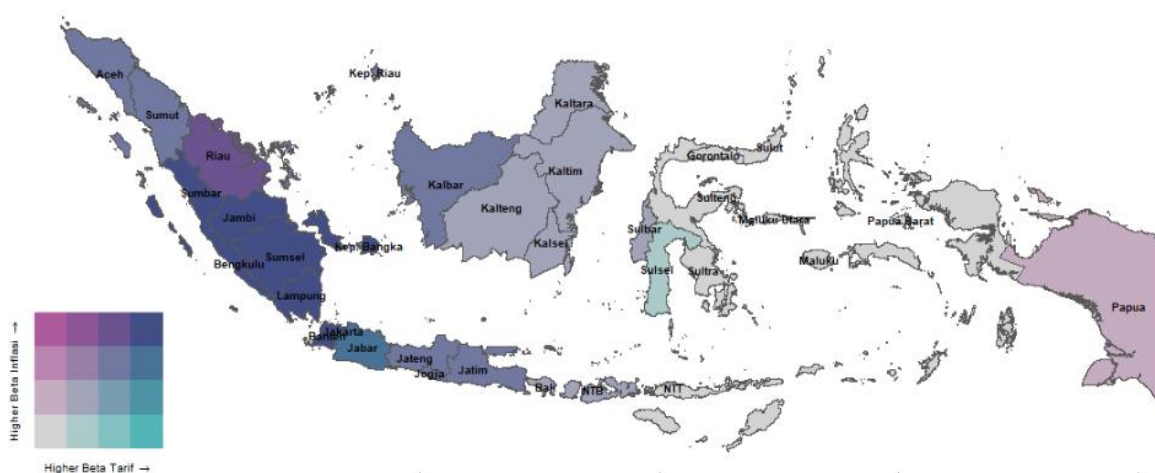 Aceh
Kep. Riau
Sumut
Kaltara
Riau
Gorontalo
Sulut
Kalbar
Kaltim
Sumbar
Sulteng
Kalteng
Jambi
Maluku Utara
Papua Barat
Sulbar
Kep. Bangka
Kalsel
Bengkulu
Sumsel
Sulsel
Sultra
Maluku
Lampung
Papua
Jakarta
Banten
Jabar
Jateng
Jogja
Jatim
Bali
NTB
NTT
Higher Beta Inflasi →
Higher Beta Tarif →